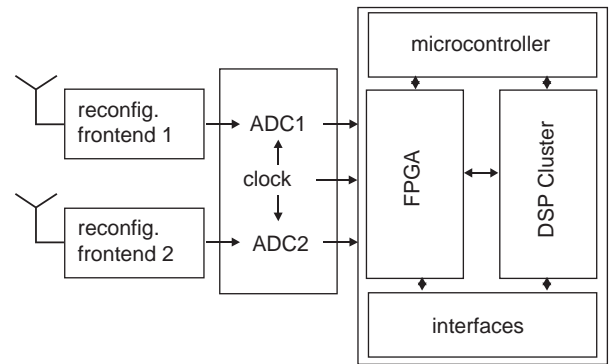 microcontroller
reconfig.
frontend 1
ADC1
clock
reconfig.
frontend 2
ADC2
FPGA
DSP Cluster
interfaces